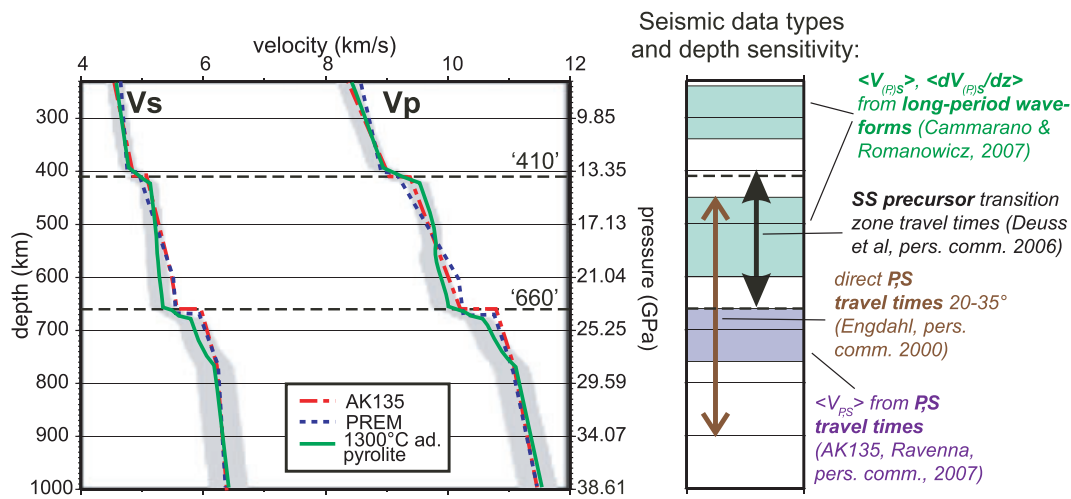 velocity (km/s)
4 6 8 10 12
Vs
Vp
300
400
500
600
700
800
900
1000
depth (km)
‘410’
‘660’
9.85
13.35
17.13
21.04
25.25
29.59
34.07
38.61
pressure (GPa)
AK135
PREM
1300°C ad.
pyrolite
Seismic data types
and depth sensitivity:
<V(P,)S>, <dV(P,)S/dz>
from long-period wave-
forms (Cammarano &
Romanowicz, 2007)
SS precursor transition
zone travel times (Deuss
et al, pers. comm. 2006)
direct P,S
travel times 20-35°
(Engdahl, pers.
comm. 2000)
<VP,S> from P,S
travel times
(AK135, Ravenna,
pers. comm., 2007)